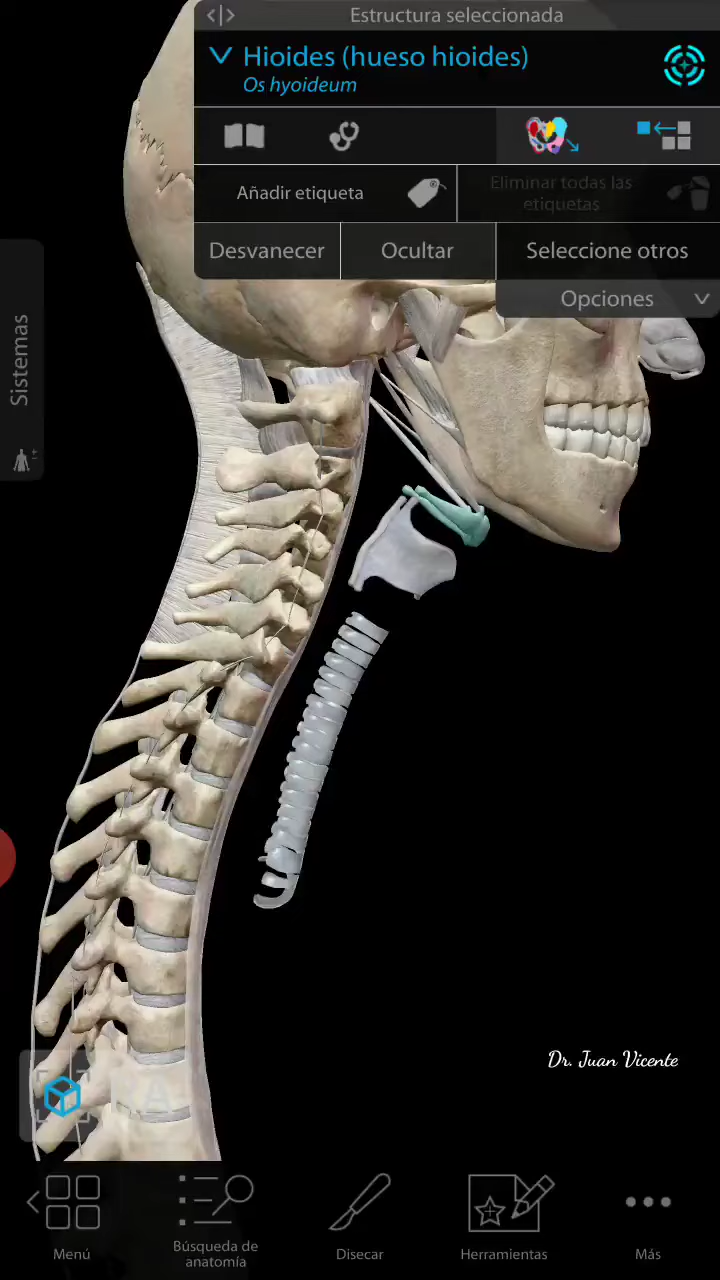 Estructura seleccionada
Hioides (hueso hioides)
Os hyoideum
Añadir etiqueta
Eliminar todas las
etiquetas
Desvanecer
Ocultar
Seleccione otros
Opciones
Sistemas
Dr. Juan Vicente
RA
Menú
Búsqueda de
anatomía
Disecar
Herramientas
Más